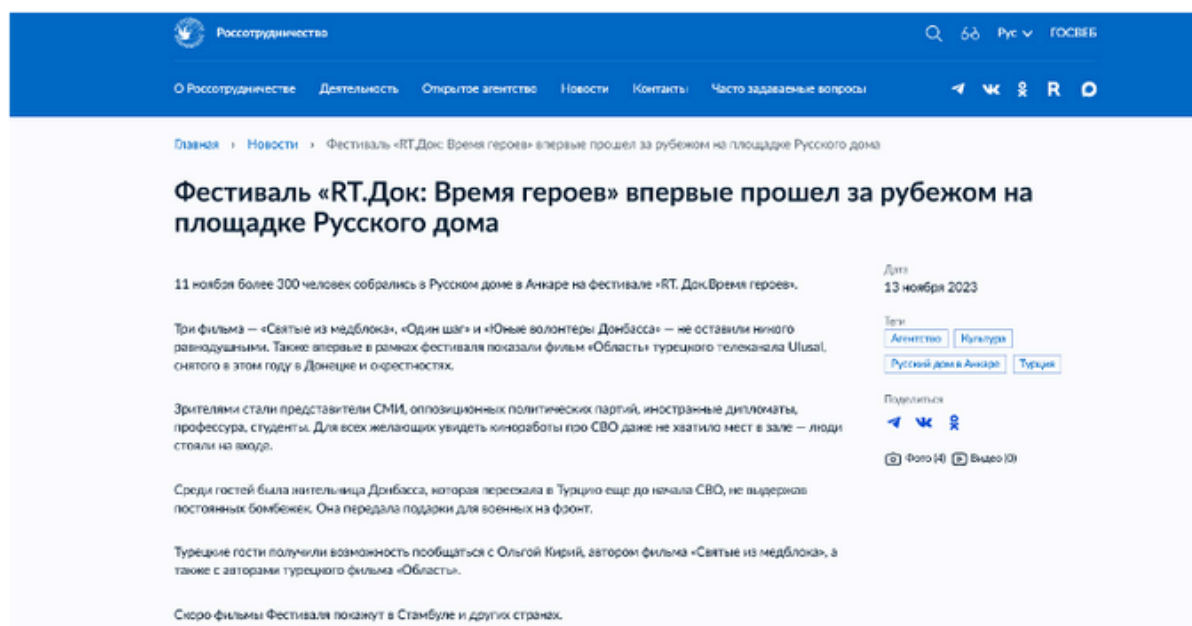 Россотрудничество
Рус
ГОСВЕБ
О Россотрудничестве
Деятельность
Открытое агентство
Новости
Контакты
Часто задаваемые вопросы
Главная › Новости › Фестиваль «RT.Док: Время героев» впервые прошел за рубежом на площадке Русского дома
Фестиваль «RT.Док: Время героев» впервые прошел за рубежом на
площадке Русского дома
11 ноября более 300 человек собрались в Русском доме в Анкаре на фестивале «RT. Док.Время героев».
Три фильма — «Святые из медблока», «Один шаг» и «Юные волонтеры Донбасса» — не оставили никого
равнодушными. Также впервые в рамках фестиваля показали фильм «Область» турецкого телеканала Ulusal,
снятого в этом году в Донецке и окрестностях.
Зрителями стали представители СМИ, оппозиционных политических партий, иностранные дипломаты,
профессура, студенты. Для всех желающих увидеть киноработы про СВО даже не хватило мест в зале — люди
стояли на входе.
Среди гостей была жительница Донбасса, которая переехала в Турцию еще до начала СВО, не выдержав
постоянных бомбежек. Она передала подарки для военных на фронт.
Турецкие гости получили возможность пообщаться с Ольгой Кирий, автором фильма «Святые из медблока», а
также с авторами турецкого фильма «Область».
Скоро фильмы Фестиваля покажут в Стамбуле и других странах.
Дата
13 ноября 2023
Теги
Агентство
Культура
Русский дом в Анкаре
Турция
Поделиться
Фото (4)
Видео (0)